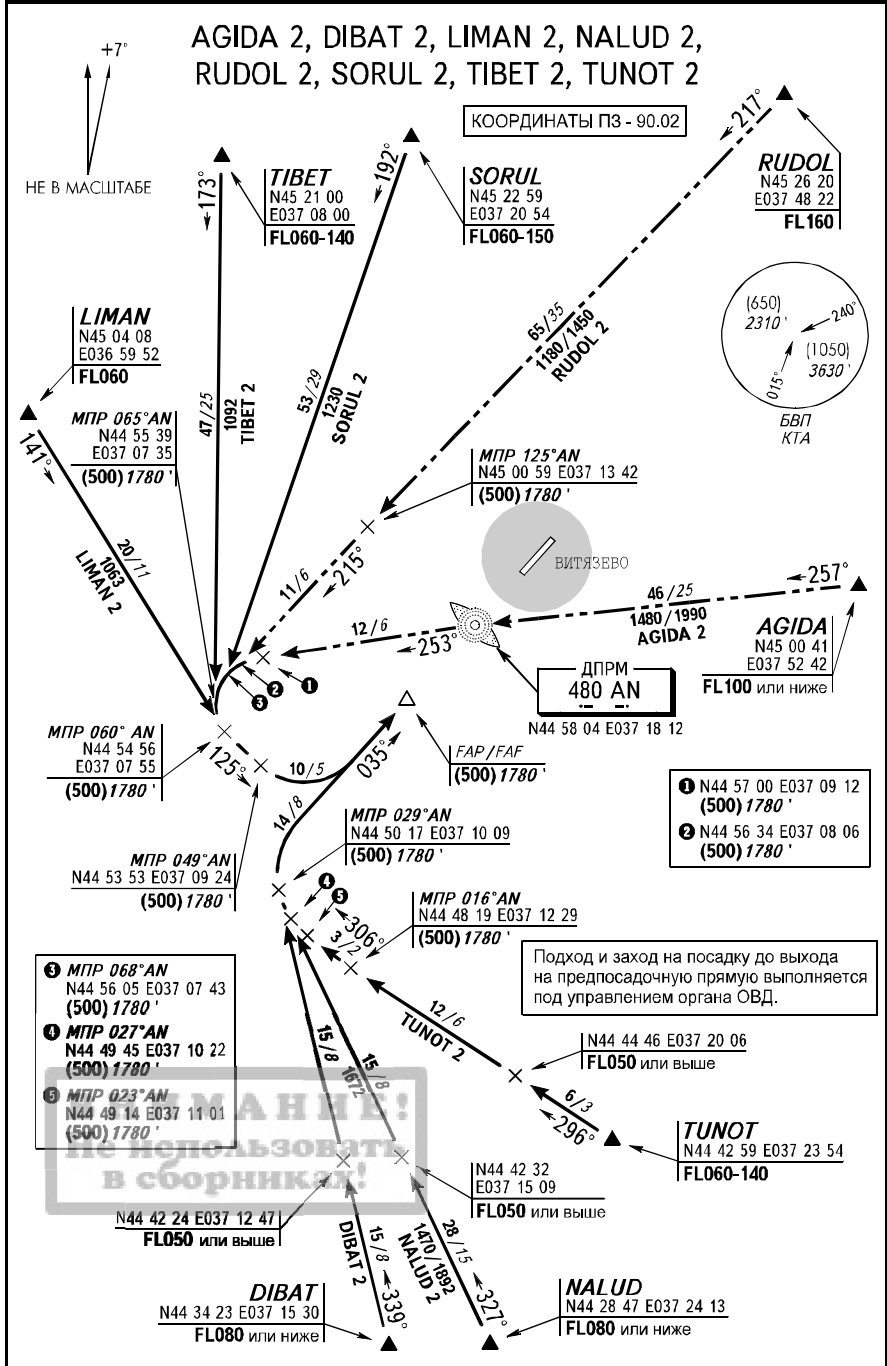 AGIDA 2, DIBAT 2, LIMAN 2, NALUD 2,
RUDOL 2, SORUL 2, TIBET 2, TUNOT 2
+7°
НЕ В МАСШТАБЕ
КООРДИНАТЫ ПЗ - 90.02
173°
TIBET
N45 21 00
E037 08 00
FL060-140
192°
SORUL
N45 22 59
E037 20 54
FL060-150
217°
RUDOL
N45 26 20
E037 48 22
FL160
(650)
2310'
240°
(1050)
3630'
015°
БВП
КТА
LIMAN
N45 04 08
E036 59 52
FL060
141°
47/25
1092
TIBET 2
53/29
1230
SORUL 2
65/35
1180/1450
RUDOL 2
МПР 065°AN
N44 55 39
E037 07 35
(500) 1780'
МПР 125°AN
N45 00 59 E037 13 42
(500) 1780'
20/11
1063
LIMAN 2
11/6
215°
ВИТЯЗЕВО
257°
46/25
1480/1990
AGIDA 2
AGIDA
N45 00 41
E037 52 42
FL100 или ниже
12/6
253°
ДПРМ
480 AN
N44 58 04 E037 18 12
3
2
1
МПР 060° AN
N44 54 56
E037 07 55
(500) 1780'
125°
10/5
035°
FAP/FAF
(500) 1780'
14/8
1 N44 57 00 E037 09 12
(500) 1780'
2 N44 56 34 E037 08 06
(500) 1780'
МПР 029°AN
N44 50 17 E037 10 09
(500) 1780'
МПР 049°AN
N44 53 53 E037 09 24
(500) 1780'
4
5
306°
3/2
МПР 016°AN
N44 48 19 E037 12 29
(500) 1780'
Подход и заход на посадку до выхода
на предпосадочную прямую выполняется
под управлением органа ОВД.
3 МПР 068°AN
N44 56 05 E037 07 43
(500) 1780'
4 МПР 027°AN
N44 49 45 E037 10 22
(500) 1780'
5 МПР 023°AN
N44 49 14 E037 11 01
(500) 1780'
12/6
TUNOT 2
N44 44 46 E037 20 06
FL050 или выше
15/8
15/8
1672
6/3
296°
TUNOT
N44 42 59 E037 23 54
FL060-140
ВНИМАНИЕ!
Не использовать
в сборниках!
N44 42 32
E037 15 09
FL050 или выше
N44 42 24 E037 12 47
FL050 или выше
DIBAT 2
15/8
339°
28/15
1470/1892
NALUD 2
327°
DIBAT
N44 34 23 E037 15 30
FL080 или ниже
NALUD
N44 28 47 E037 24 13
FL080 или ниже